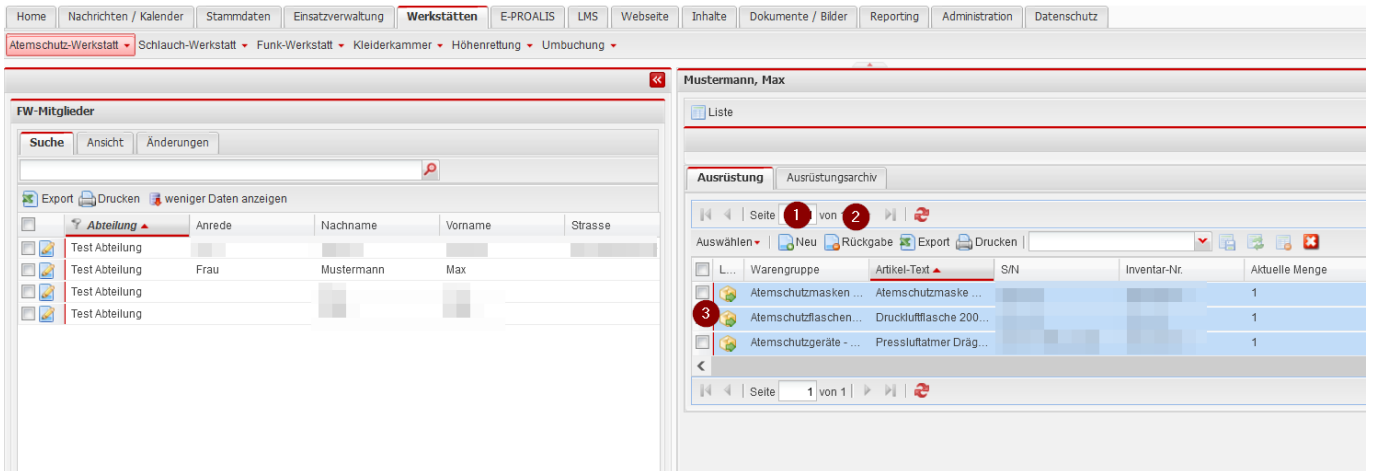 Home Nachrichten / Kalender Stammdaten Einsatzverwaltung Werkstätten E-PROALIS LMS Webseite Inhalte Dokumente / Bilder Reporting Administration Datenschutz
Atemschutz-Werkstatt Schlauch-Werkstatt Funk-Werkstatt Kleiderkammer Höhenrettung Umbuchung
FW-Mitglieder
Suche Ansicht Änderungen
Export Drucken weniger Daten anzeigen
Abteilung Anrede Nachname Vorname Strasse
Test Abteilung
Test Abteilung Frau Mustermann Max
Test Abteilung
Test Abteilung
Mustermann, Max
Liste
Ausrüstung Ausrüstungsarchiv
Seite 1 von 2
Auswählen Neu Rückgabe Export Drucken
L... Warengruppe Artikel-Text S/N Inventar-Nr. Aktuelle Menge
Atemschutzmasken ... Atemschutzmaske ... 1
3 Atemschutzflaschen... Druckluftflasche 200... 1
Atemschutzgeräte - ... Pressluftatmer Dräg... 1
Seite 1 von 1